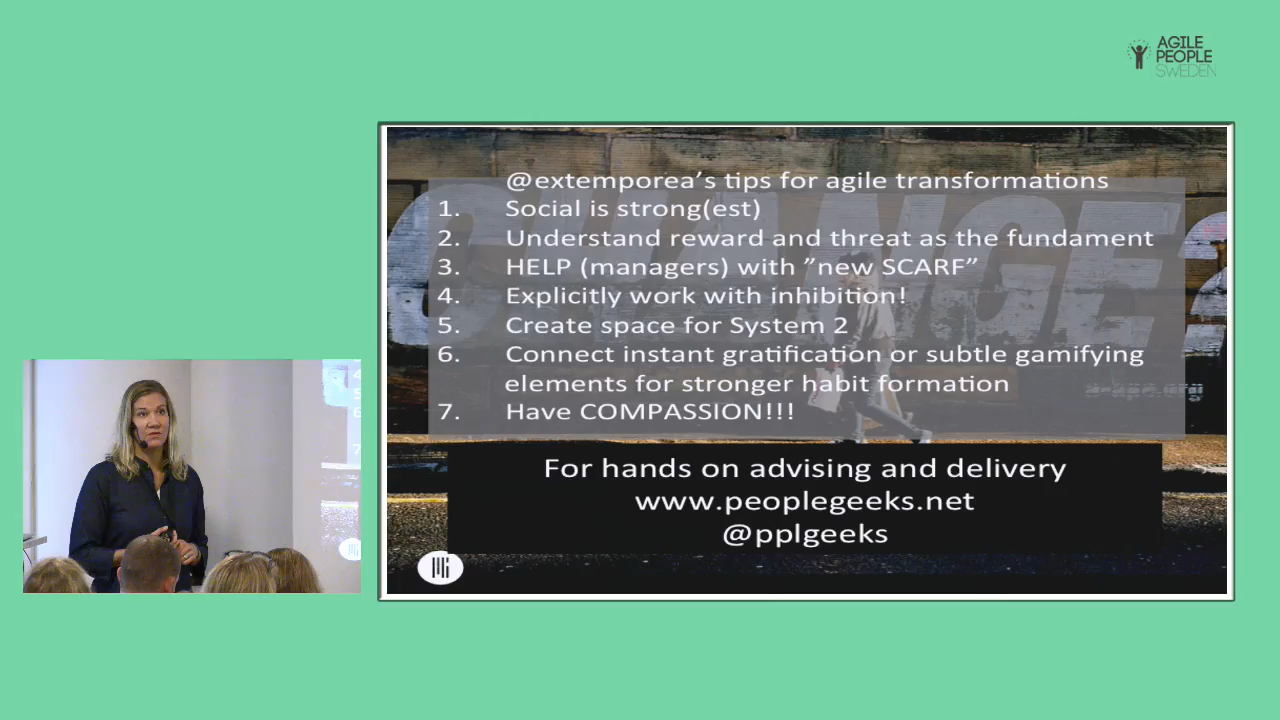 AGILE
PEOPLE
SWEDEN
CHANGE?
@extemporea's tips for agile transformations
1. Social is strong(est)
2. Understand reward and threat as the fundament
3. HELP (managers) with ”new SCARF”
4. Explicitly work with inhibition!
5. Create space for System 2
6. Connect instant gratification or subtle gamifying
elements for stronger habit formation
7. Have COMPASSION!!!
For hands on advising and delivery
www.peoplegeeks.net
@pplgeeks